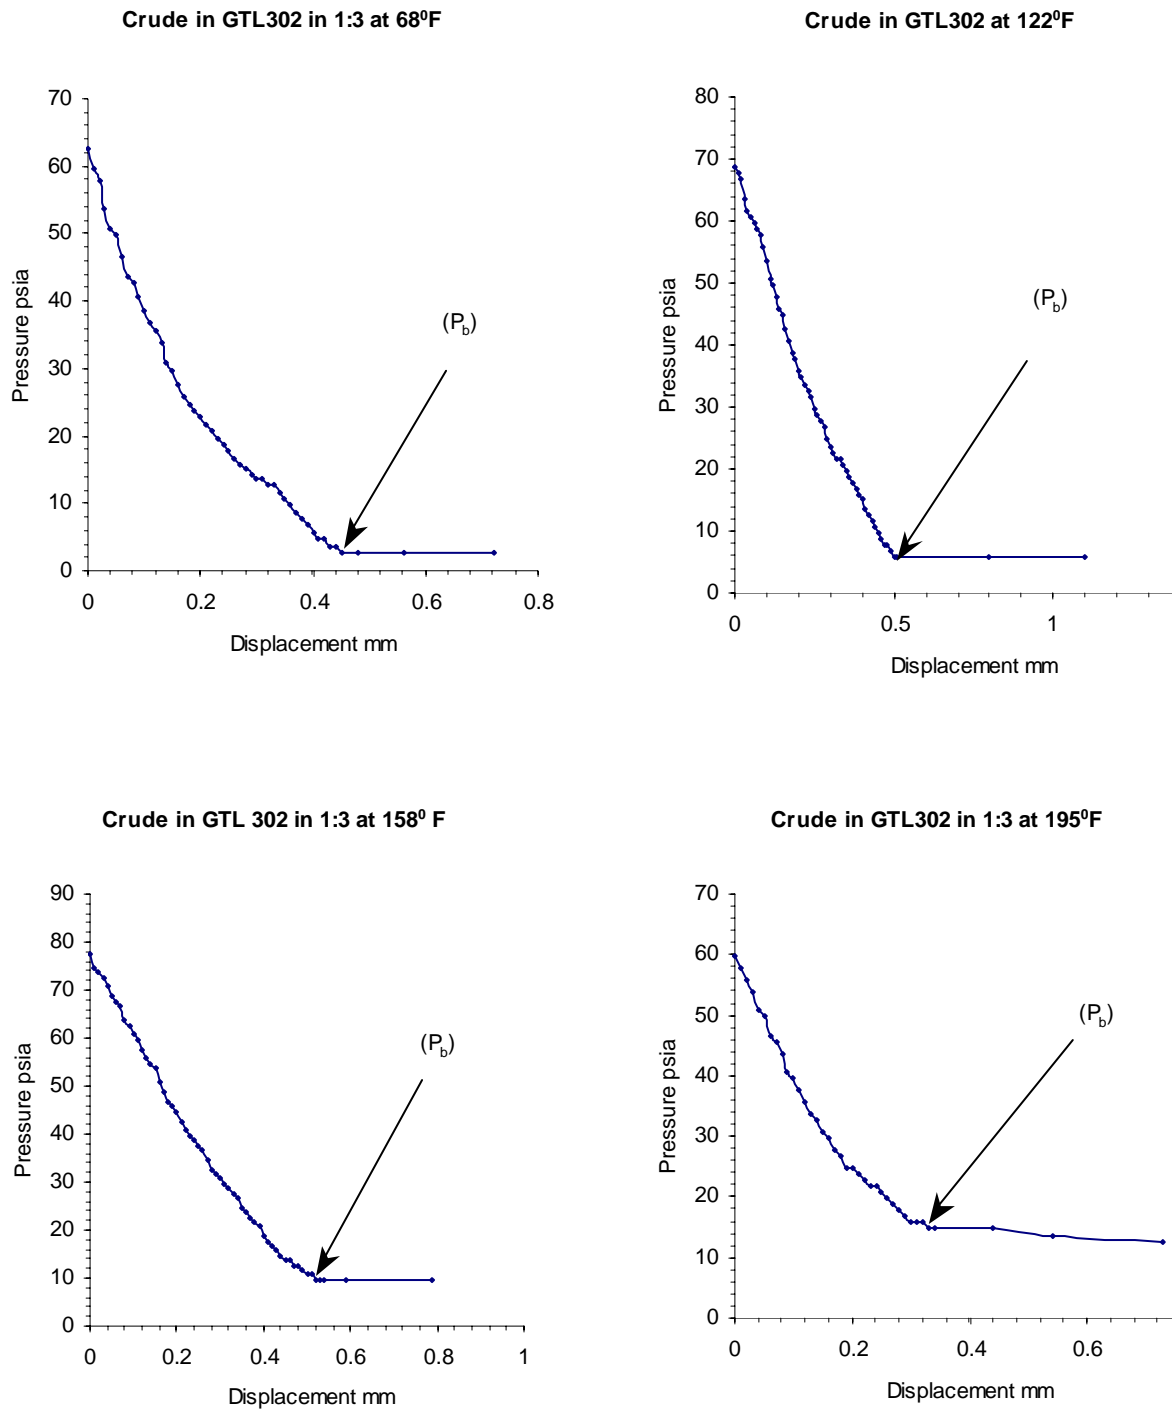 Crude in GTL302 in 1:3 at 68⁰F
70
60
50
40
30
20
10
0
Pressure psia
(Pb)
0 0.2 0.4 0.6 0.8
Displacement mm
Crude in GTL302 at 122⁰F
80
70
60
50
40
30
20
10
0
Pressure psia
(Pb)
0 0.5 1
Displacement mm
Crude in GTL 302 in 1:3 at 158⁰ F
90
80
70
60
50
40
30
20
10
0
Pressure psia
(Pb)
0 0.2 0.4 0.6 0.8 1
Displacement mm
Crude in GTL302 in 1:3 at 195⁰F
70
60
50
40
30
20
10
0
Pressure psia
(Pb)
0 0.2 0.4 0.6
Displacement mm